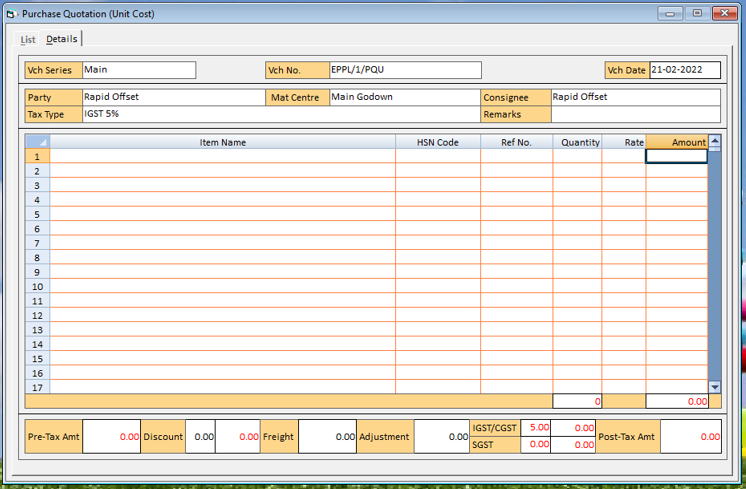 Purchase Quotation (Unit Cost)
List Details
Vch Series Main Vch No. EPPL/1/PQU Vch Date 21-02-2022
Party Rapid Offset Mat Centre Main Godown Consignee Rapid Offset
Tax Type IGST 5% Remarks
Item Name HSN Code Ref No. Quantity Rate Amount
1
2
3
4
5
6
7
8
9
10
11
12
13
14
15
16
17
0 0.00
Pre-Tax Amt 0.00 Discount 0.00 0.00 Freight 0.00 Adjustment 0.00 IGST/CGST 5.00 0.00 Post-Tax Amt 0.00
SGST 0.00 0.00